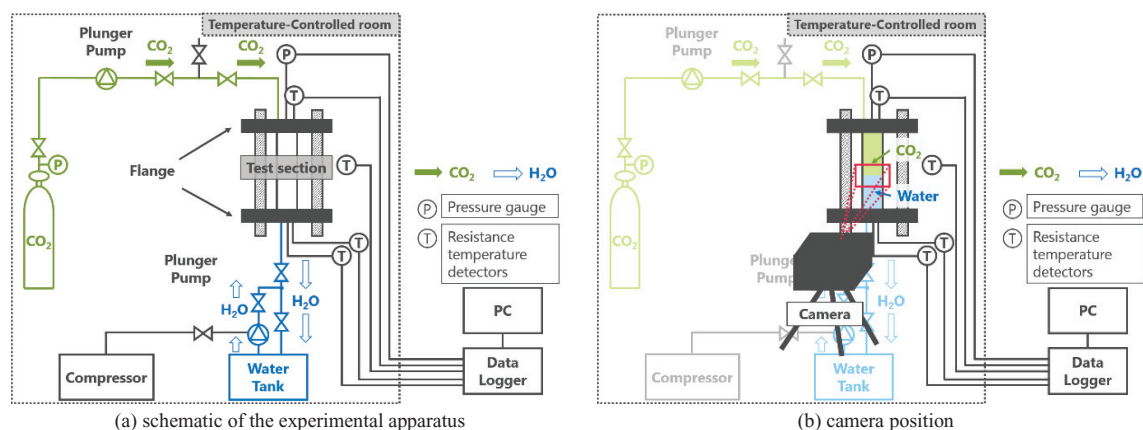 Temperature-Controlled room
Plunger
Pump
CO₂
CO₂
P
T
Flange
Test section
T
P
CO₂
CO₂
H₂O
P Pressure gauge
T Resistance
temperature
detectors
T
T
Plunger
Pump
H₂O
H₂O
PC
Compressor
Water
Tank
Data
Logger
(a) schematic of the experimental apparatus
Temperature-Controlled room
Plunger
Pump
CO₂
CO₂
P
T
CO₂
T
P
Water
CO₂
CO₂
H₂O
P Pressure gauge
T Resistance
temperature
detectors
T
T
Plunger
Pump
H₂O
Camera
PC
Compressor
Water
Tank
Data
Logger
(b) camera position